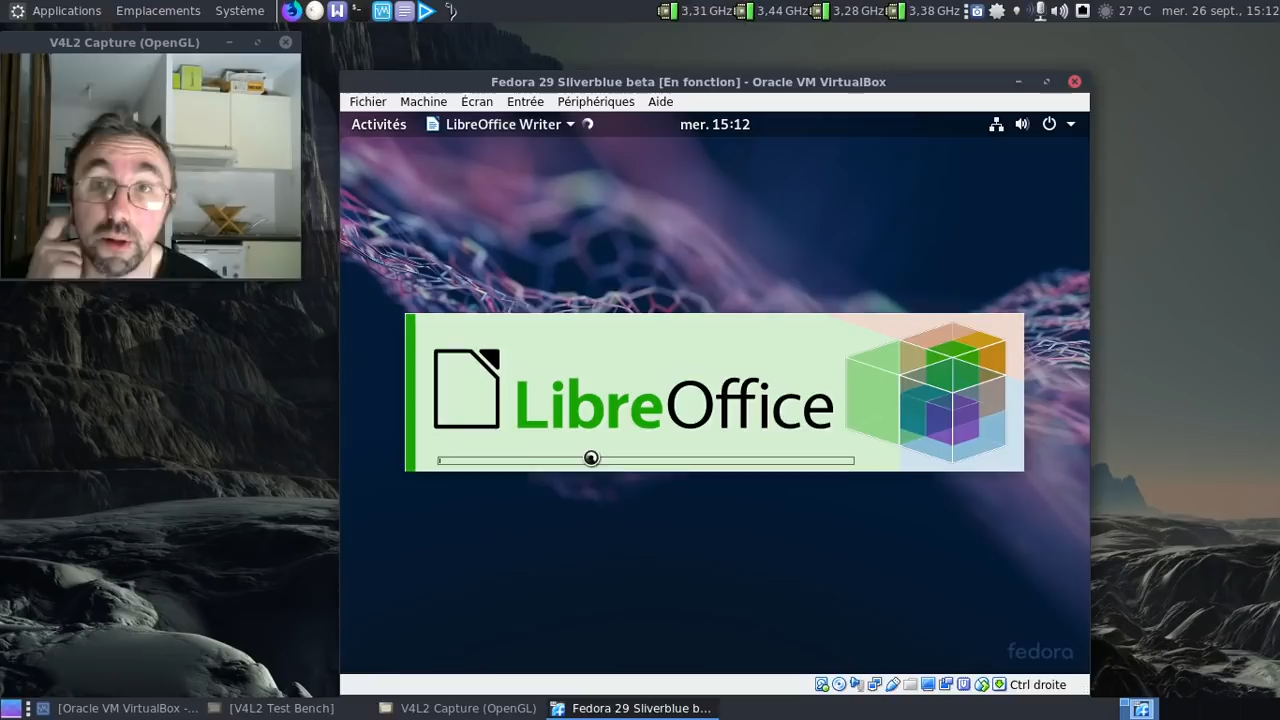 Applications Emplacements Système 3,31 GHz 3,44 GHz 3,28 GHz 3,38 GHz 27 °C mer. 26 sept., 15:12
V4L2 Capture (OpenGL)
Fedora 29 Silverblue beta [En fonction] - Oracle VM VirtualBox
Fichier Machine Écran Entrée Périphériques Aide
Activités LibreOffice Writer mer. 15:12
LibreOffice
fedora
Ctrl droite
[Oracle VM VirtualBox -... [V4L2 Test Bench] V4L2 Capture (OpenGL) Fedora 29 Silverblue b...